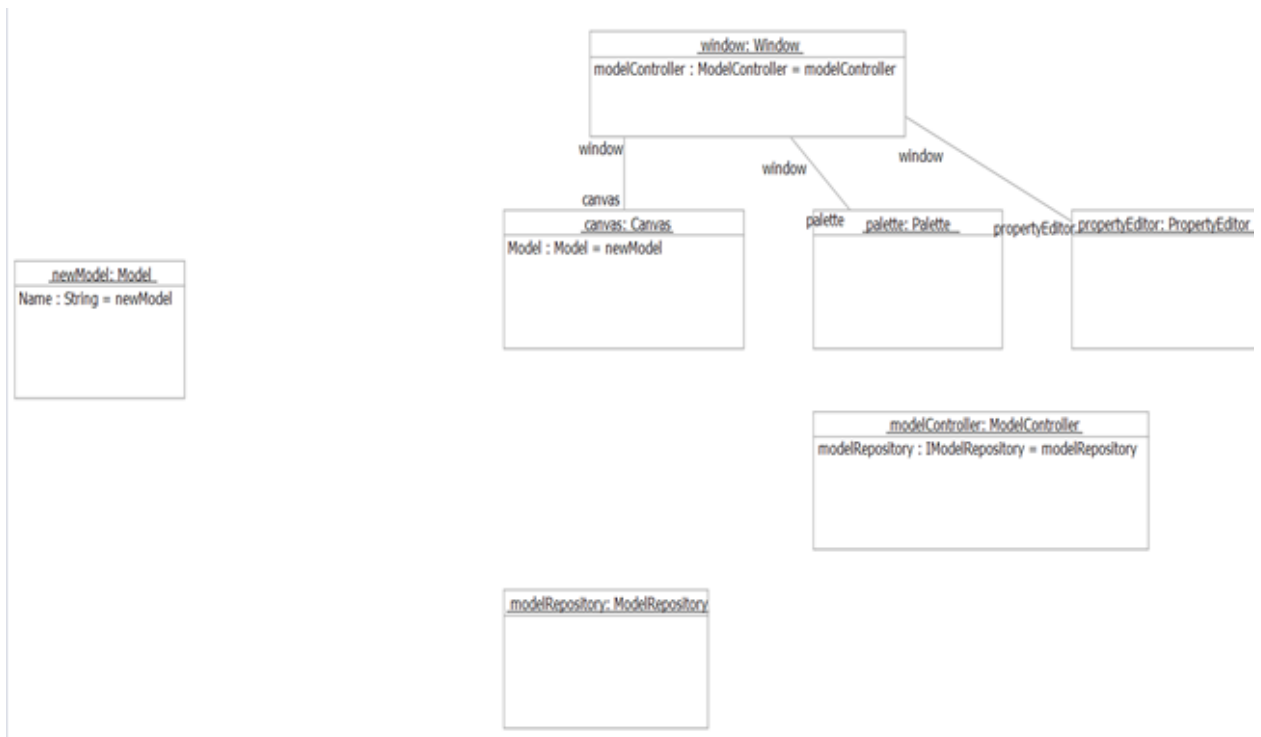 window: Window
modelController : ModelController = modelController
window
window
window
canvas
palette
propertyEditor
canvas: Canvas
Model : Model = newModel
palette: Palette
propertyEditor: PropertyEditor
newModel: Model
Name : String = newModel
modelController: ModelController
modelRepository : IModelRepository = modelRepository
modelRepository: ModelRepository